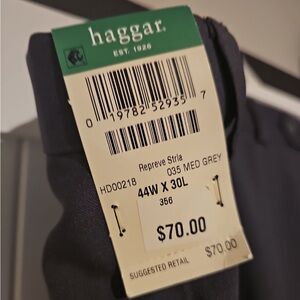 haggar.
EST. 1926
0 19782 52935 7
Repreve Stria
HD00218 035 MED GREY
44W X 30L
356
$70.00
SUGGESTED RETAIL $70.00